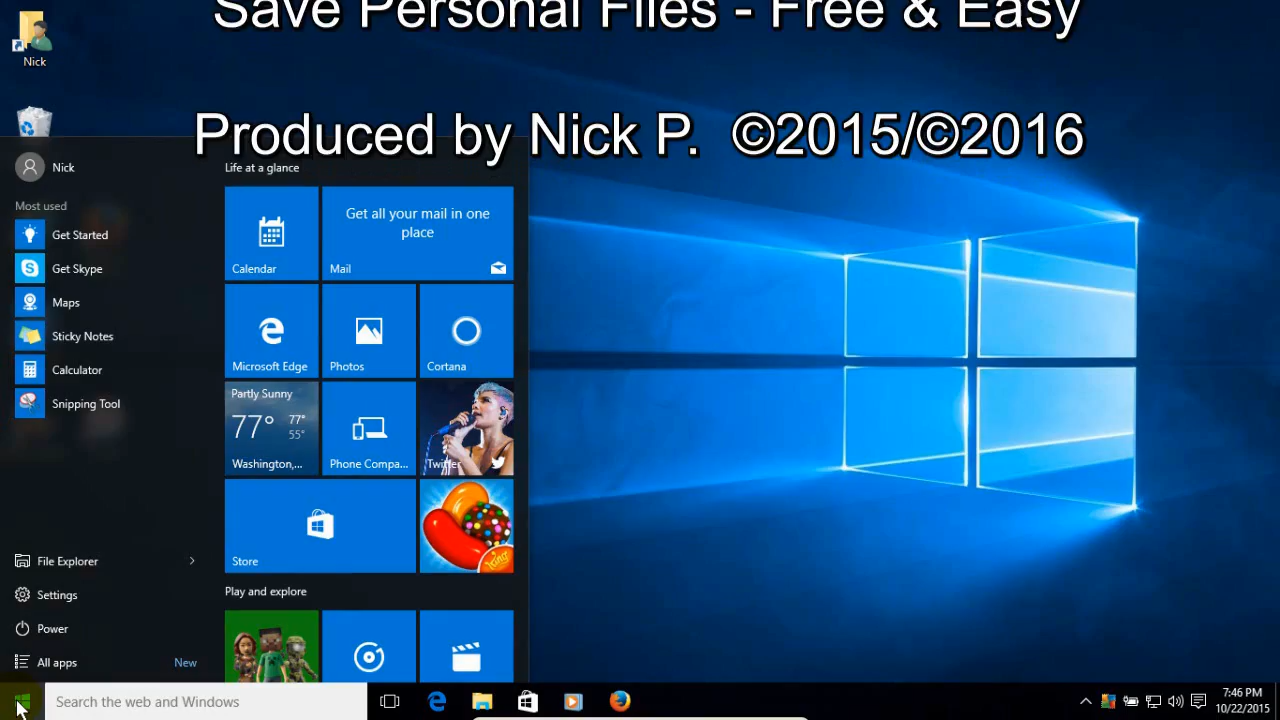 Save Personal Files - Free & Easy
Produced by Nick P. ©2015/©2016
Nick
Nick
Most used
Get Started
Get Skype
Maps
Sticky Notes
Calculator
Snipping Tool
File Explorer
Settings
Power
All apps
New
Life at a glance
Calendar
Get all your mail in one
place
Mail
Microsoft Edge
Photos
Cortana
Partly Sunny
77°
77°
55°
Washington,...
Phone Compa...
Twitter
Store
King
Play and explore
Search the web and Windows
7:46 PM
10/22/2015